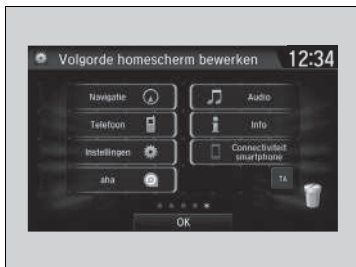 Volgorde homescherm bewerken 12:34
Navigatie
Audio
Telefoon
Info
Instellingen
Connectiviteit
smartphone
aha
TA
OK